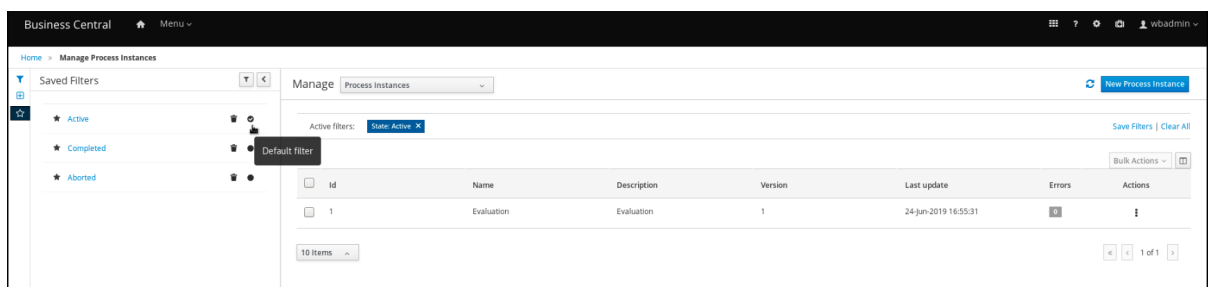 Business Central Menu ? wbadmin
Home > Manage Process Instances
Saved Filters
Manage Process Instances New Process Instance
Active
Active filters: State: Active × Save Filters | Clear All
Completed
Default filter
Bulk Actions
Aborted
Id Name Description Version Last update Errors Actions
1 Evaluation Evaluation 1 24-Jun-2019 16:55:31 0
10 Items « < 1 of 1 >